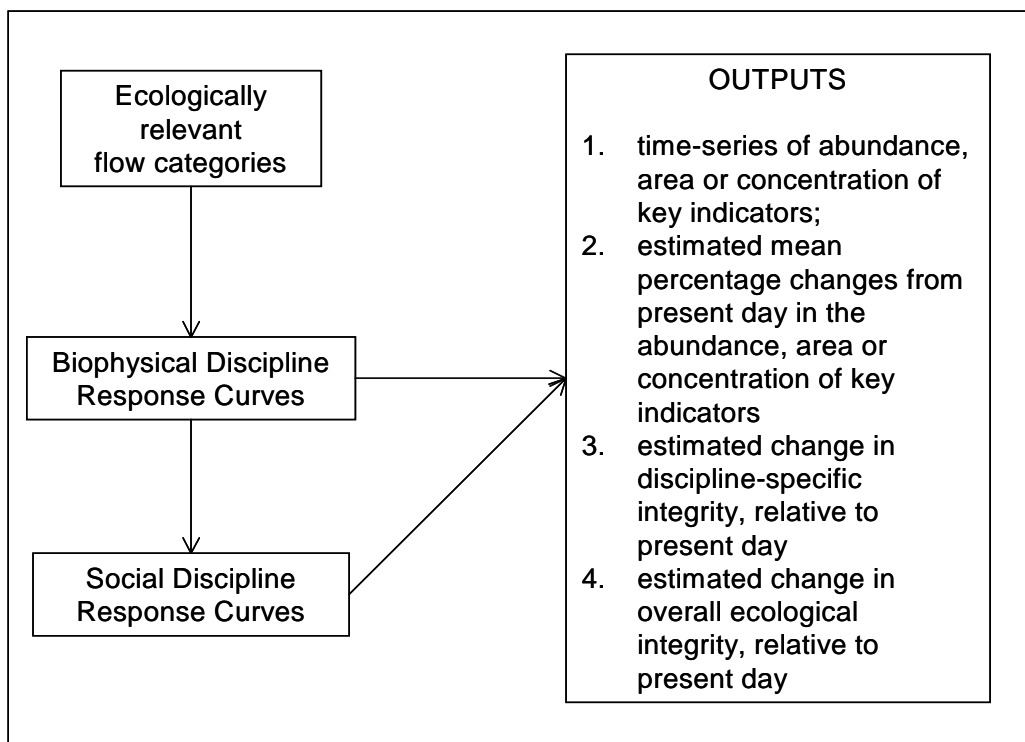 Ecologically
relevant
flow categories
Biophysical Discipline
Response Curves
Social Discipline
Response Curves
OUTPUTS
1. time-series of abundance,
area or concentration of
key indicators;
2. estimated mean
percentage changes from
present day in the
abundance, area or
concentration of key
indicators
3. estimated change in
discipline-specific
integrity, relative to
present day
4. estimated change in
overall ecological
integrity, relative to
present day